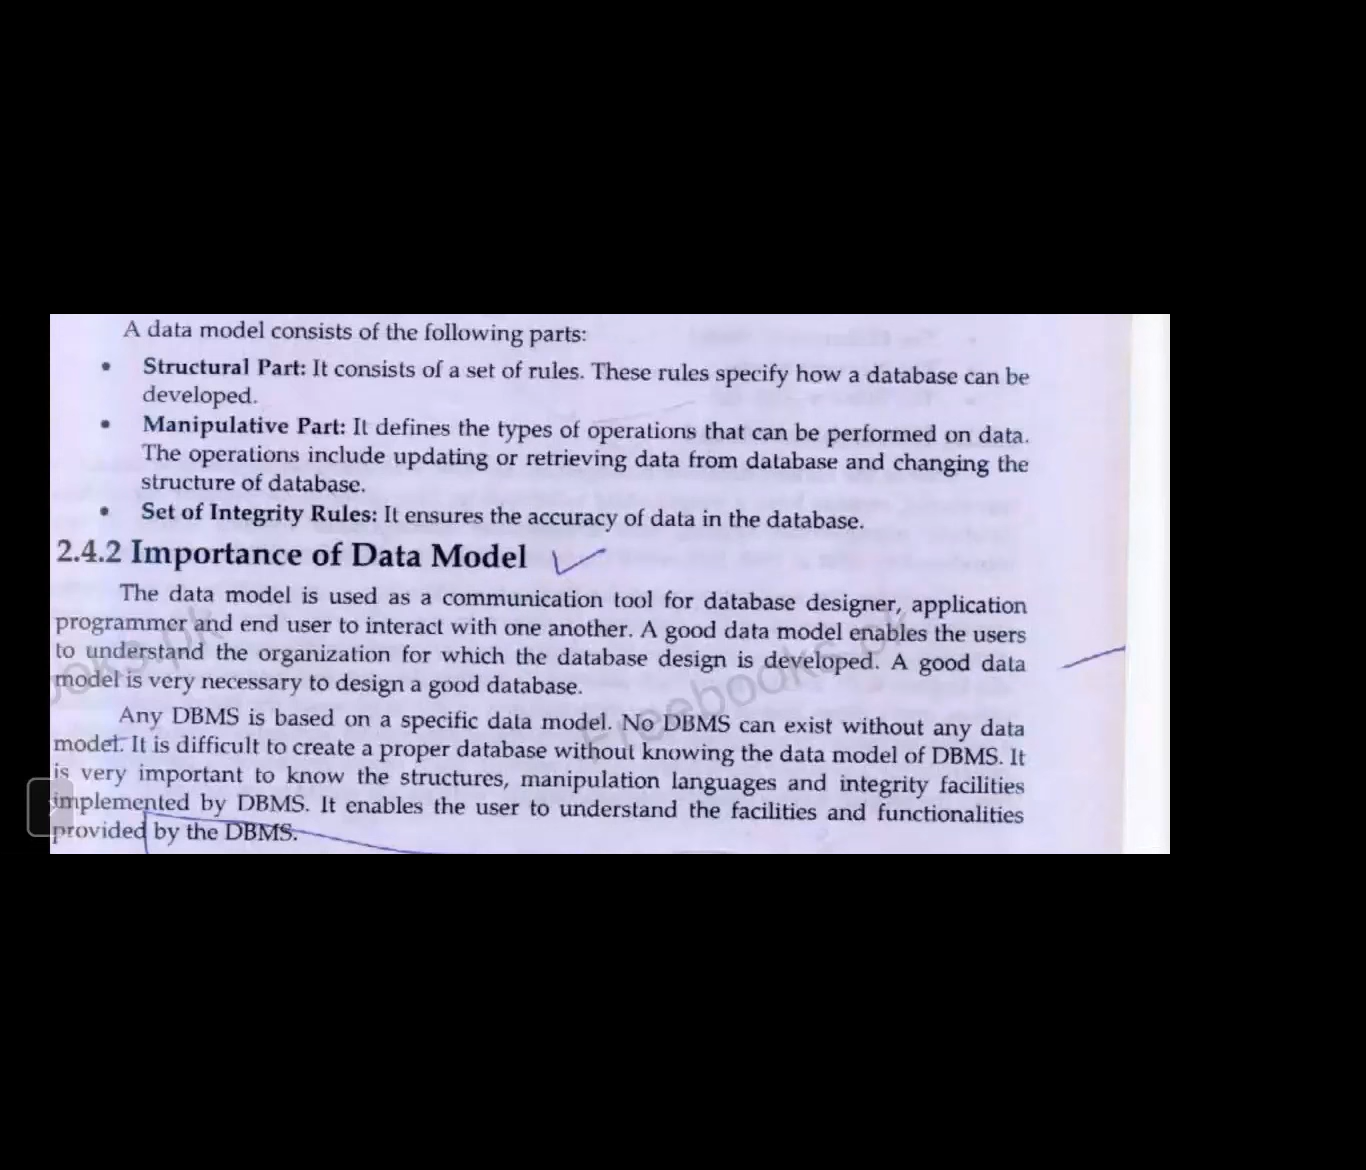 A data model consists of the following parts:
• Structural Part: It consists of a set of rules. These rules specify how a database can be
developed.
• Manipulative Part: It defines the types of operations that can be performed on data.
The operations include updating or retrieving data from database and changing the
structure of database.
• Set of Integrity Rules: It ensures the accuracy of data in the database.
2.4.2 Importance of Data Model
The data model is used as a communication tool for database designer, application
programmer and end user to interact with one another. A good data model enables the users
to understand the organization for which the database design is developed. A good data
model is very necessary to design a good database.
Any DBMS is based on a specific data model. No DBMS can exist without any data
model. It is difficult to create a proper database without knowing the data model of DBMS. It
is very important to know the structures, manipulation languages and integrity facilities
implemented by DBMS. It enables the user to understand the facilities and functionalities
provided by the DBMS.
ooks.pk
Freebooks.pk